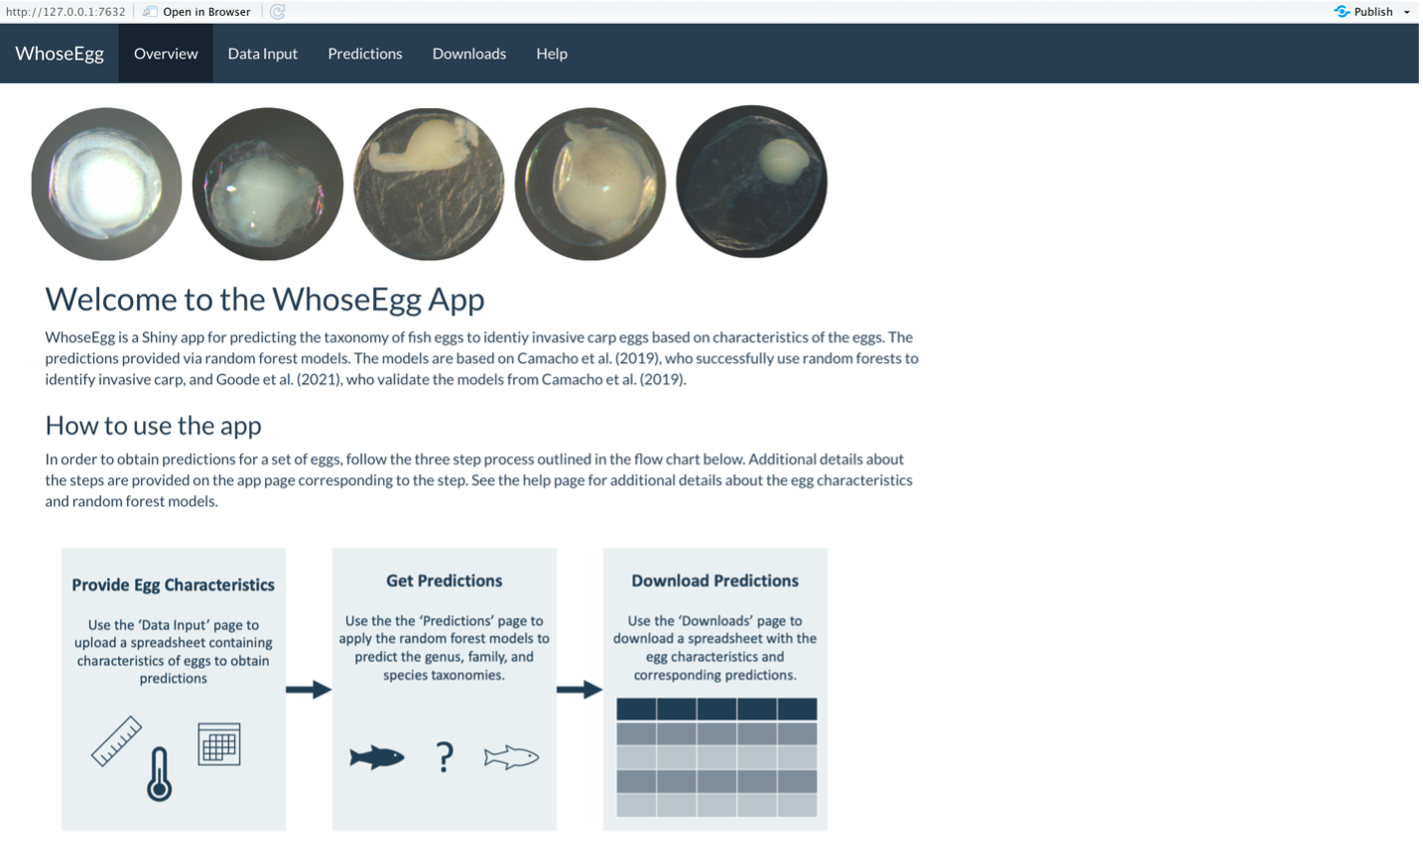 http://127.0.0.1:7632 Open in Browser Publish
WhoseEgg Overview Data Input Predictions Downloads Help
Welcome to the WhoseEgg App
WhoseEgg is a Shiny app for predicting the taxonomy of fish eggs to identiy invasive carp eggs based on characteristics of the eggs. The
predictions provided via random forest models. The models are based on Camacho et al. (2019), who successfully use random forests to
identify invasive carp, and Goode et al. (2021), who validate the models from Camacho et al. (2019).
How to use the app
In order to obtain predictions for a set of eggs, follow the three step process outlined in the flow chart below. Additional details about
the steps are provided on the app page corresponding to the step. See the help page for additional details about the egg characteristics
and random forest models.
Provide Egg Characteristics
Use the ‘Data Input’ page to
upload a spreadsheet containing
characteristics of eggs to obtain
predictions
Get Predictions
Use the the ‘Predictions’ page to
apply the random forest models to
predict the genus, family, and
species taxonomies.
?
Download Predictions
Use the ‘Downloads’ page to
download a spreadsheet with the
egg characteristics and
corresponding predictions.